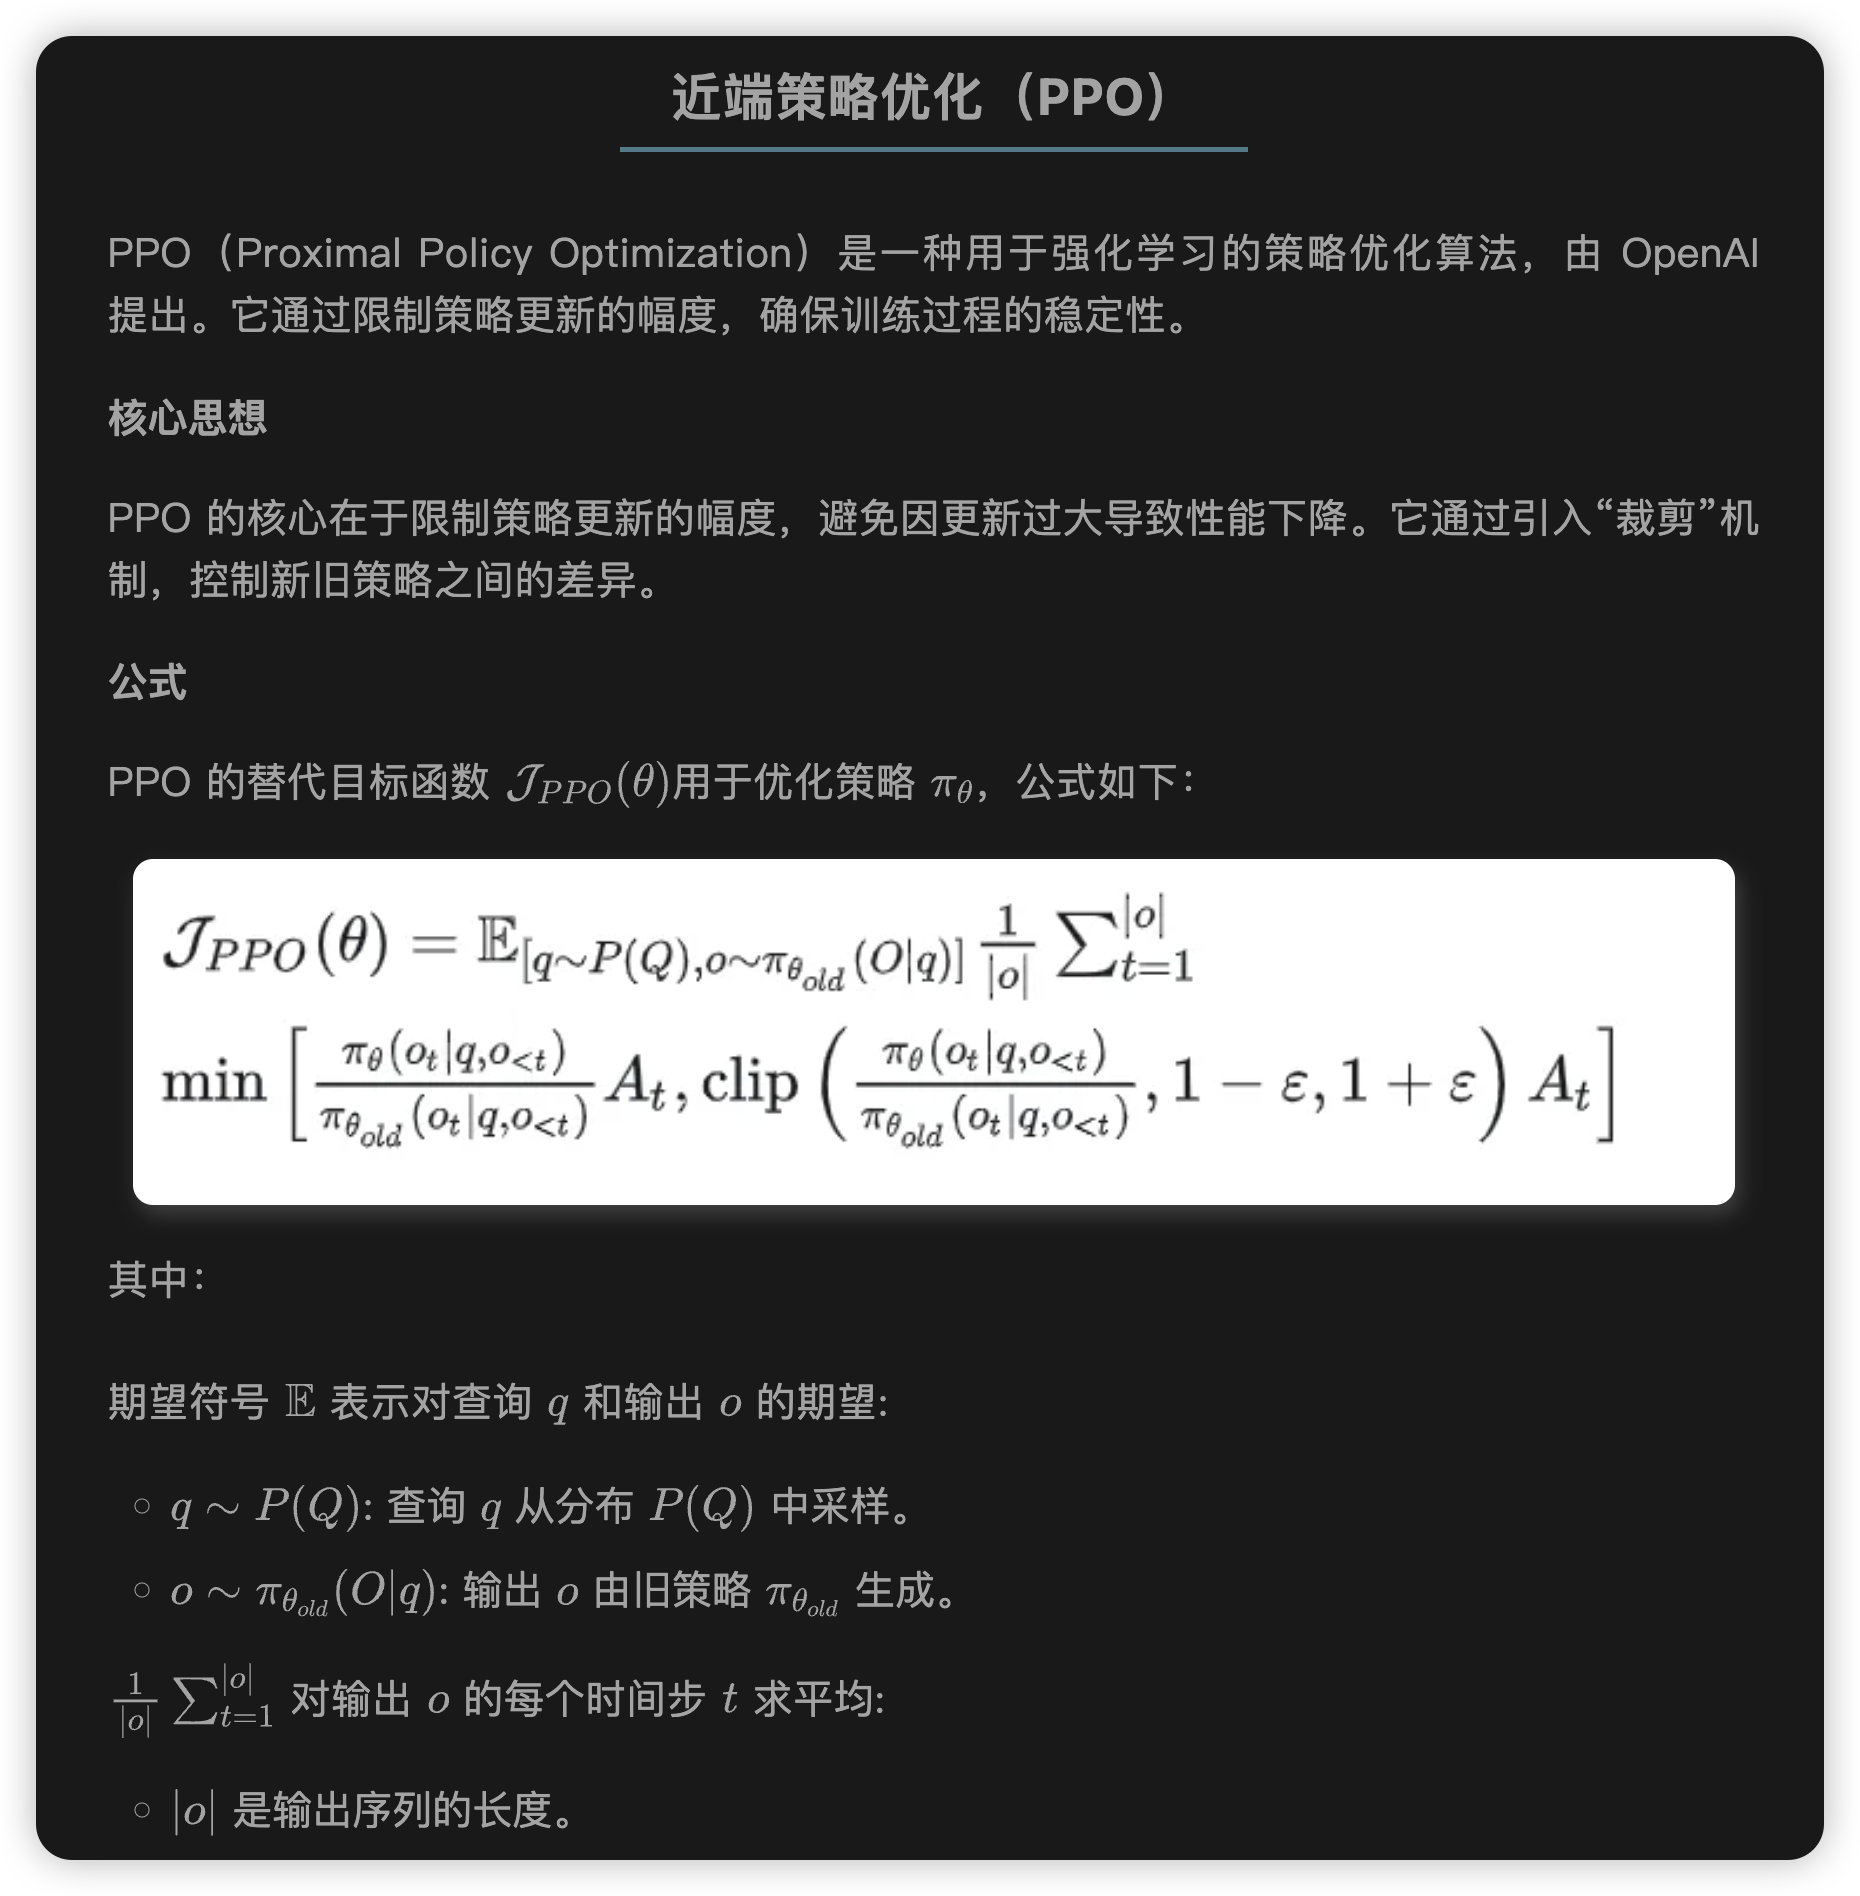 近端策略优化（PPO）
PPO（Proximal Policy Optimization）是一种用于强化学习的策略优化算法，由 OpenAI
提出。它通过限制策略更新的幅度，确保训练过程的稳定性。
核心思想
PPO 的核心在于限制策略更新的幅度，避免因更新过大导致性能下降。它通过引入“裁剪”机
制，控制新旧策略之间的差异。
公式
PPO 的替代目标函数 $\mathcal{J}_{PPO}(\theta)$用于优化策略 $\pi_\theta$，公式如下：
$\mathcal{J}_{PPO}(\theta) = \mathbb{E}_{[q \sim P(Q), o \sim \pi_{\theta_{old}}(O|q)]} \frac{1}{|o|} \sum_{t=1}^{|o|}$
$\min \left[ \frac{\pi_\theta(o_t|q,o_{<t})}{\pi_{\theta_{old}}(o_t|q,o_{<t})} A_t, \text{clip} \left( \frac{\pi_\theta(o_t|q,o_{<t})}{\pi_{\theta_{old}}(o_t|q,o_{<t})}, 1 - \varepsilon, 1 + \varepsilon \right) A_t \right]$
其中：
期望符号 $\mathbb{E}$ 表示对查询 $q$ 和输出 $o$ 的期望:
◦ $q \sim P(Q)$: 查询 $q$ 从分布 $P(Q)$ 中采样。
◦ $o \sim \pi_{\theta_{old}}(O|q)$: 输出 $o$ 由旧策略 $\pi_{\theta_{old}}$ 生成。
$\frac{1}{|o|} \sum_{t=1}^{|o|}$ 对输出 $o$ 的每个时间步 $t$ 求平均:
◦ $|o|$ 是输出序列的长度。